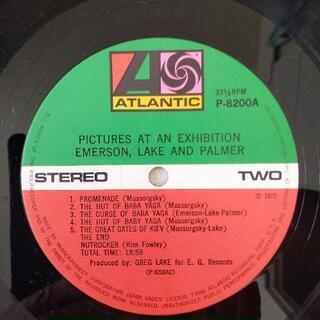 33⅓RPM
ATLANTIC P-8200A
PICTURES AT AN EXHIBITION
EMERSON, LAKE AND PALMER
STEREO TWO
℗ 1972
1. PROMENADE (Mussorgsky)
2. THE HUT OF BABA YAGA (Mussorgsky)
3. THE CURSE OF BABA YAGA (Emerson-Lake-Palmer)
4. THE HUT OF BABY YAGA (Mussorgsky)
5. THE GREAT GATES OF KIEV (Mussorgsky-Lake)
THE END
NUTROCKER (Kim Fowley)
TOTAL TIME: 18:53
Produced by: GREG LAKE for E. G. Records
(P-8200A2)